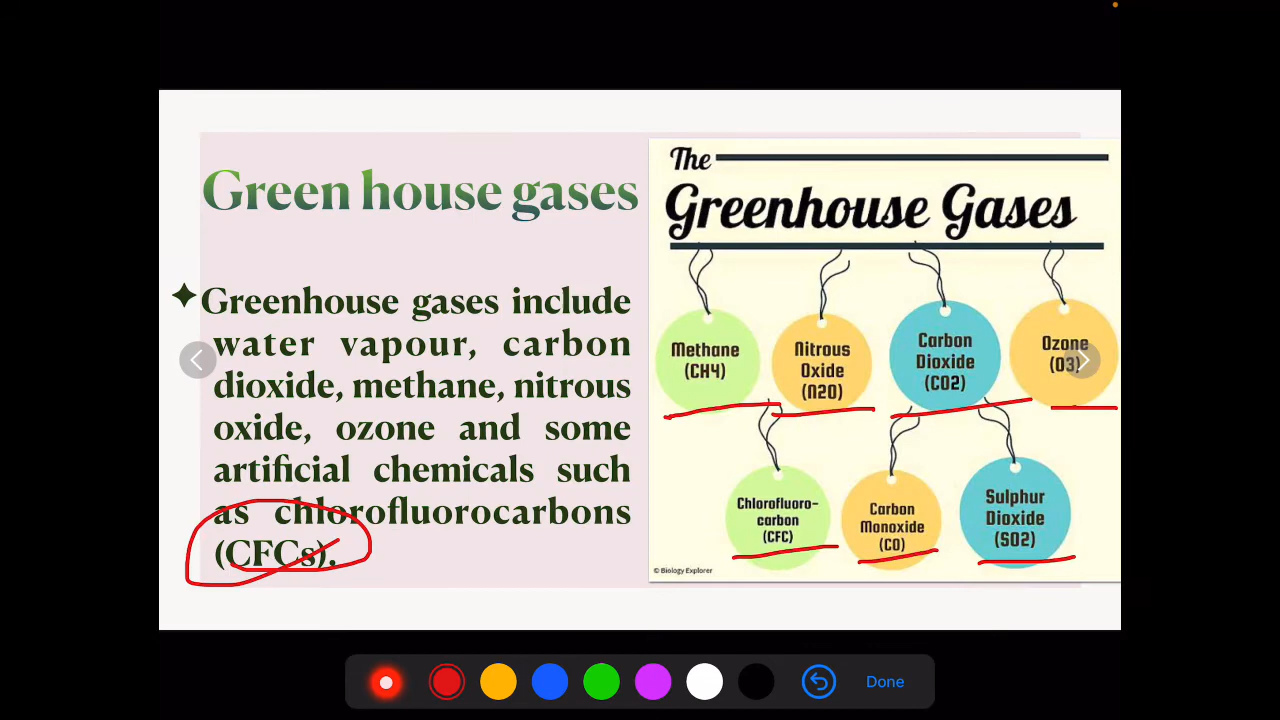 Green house gases
Greenhouse gases include
water vapour, carbon
dioxide, methane, nitrous
oxide, ozone and some
artificial chemicals such
as chlorofluorocarbons
(CFCs).
The
Greenhouse Gases
Methane
(CH4)
Nitrous
Oxide
(N2O)
Carbon
Dioxide
(CO2)
Ozone
(O3)
Chlorofluoro-
carbon
(CFC)
Carbon
Monoxide
(CO)
Sulphur
Dioxide
(SO2)
© Biology Explorer
Done